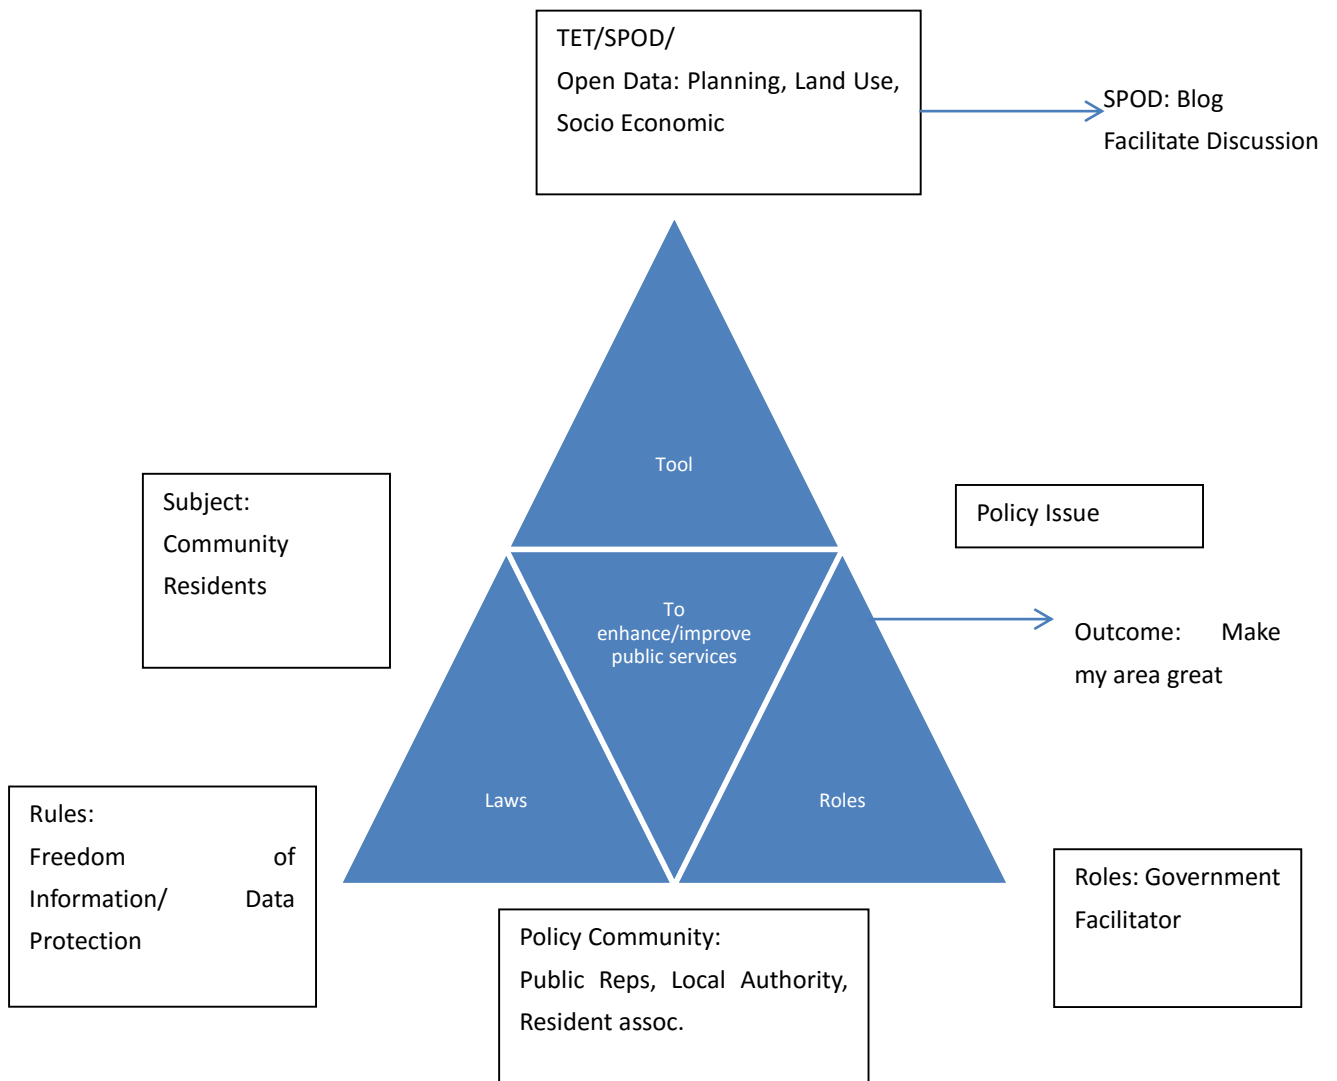 TET/SPOD/
Open Data: Planning, Land Use,
Socio Economic
SPOD: Blog
Facilitate Discussion
Tool
Subject:
Community
Residents
Policy Issue
To
enhance/improve
public services
Outcome: Make
my area great
Laws
Roles
Rules:
Freedom of
Information/ Data
Protection
Roles: Government
Facilitator
Policy Community:
Public Reps, Local Authority,
Resident assoc.